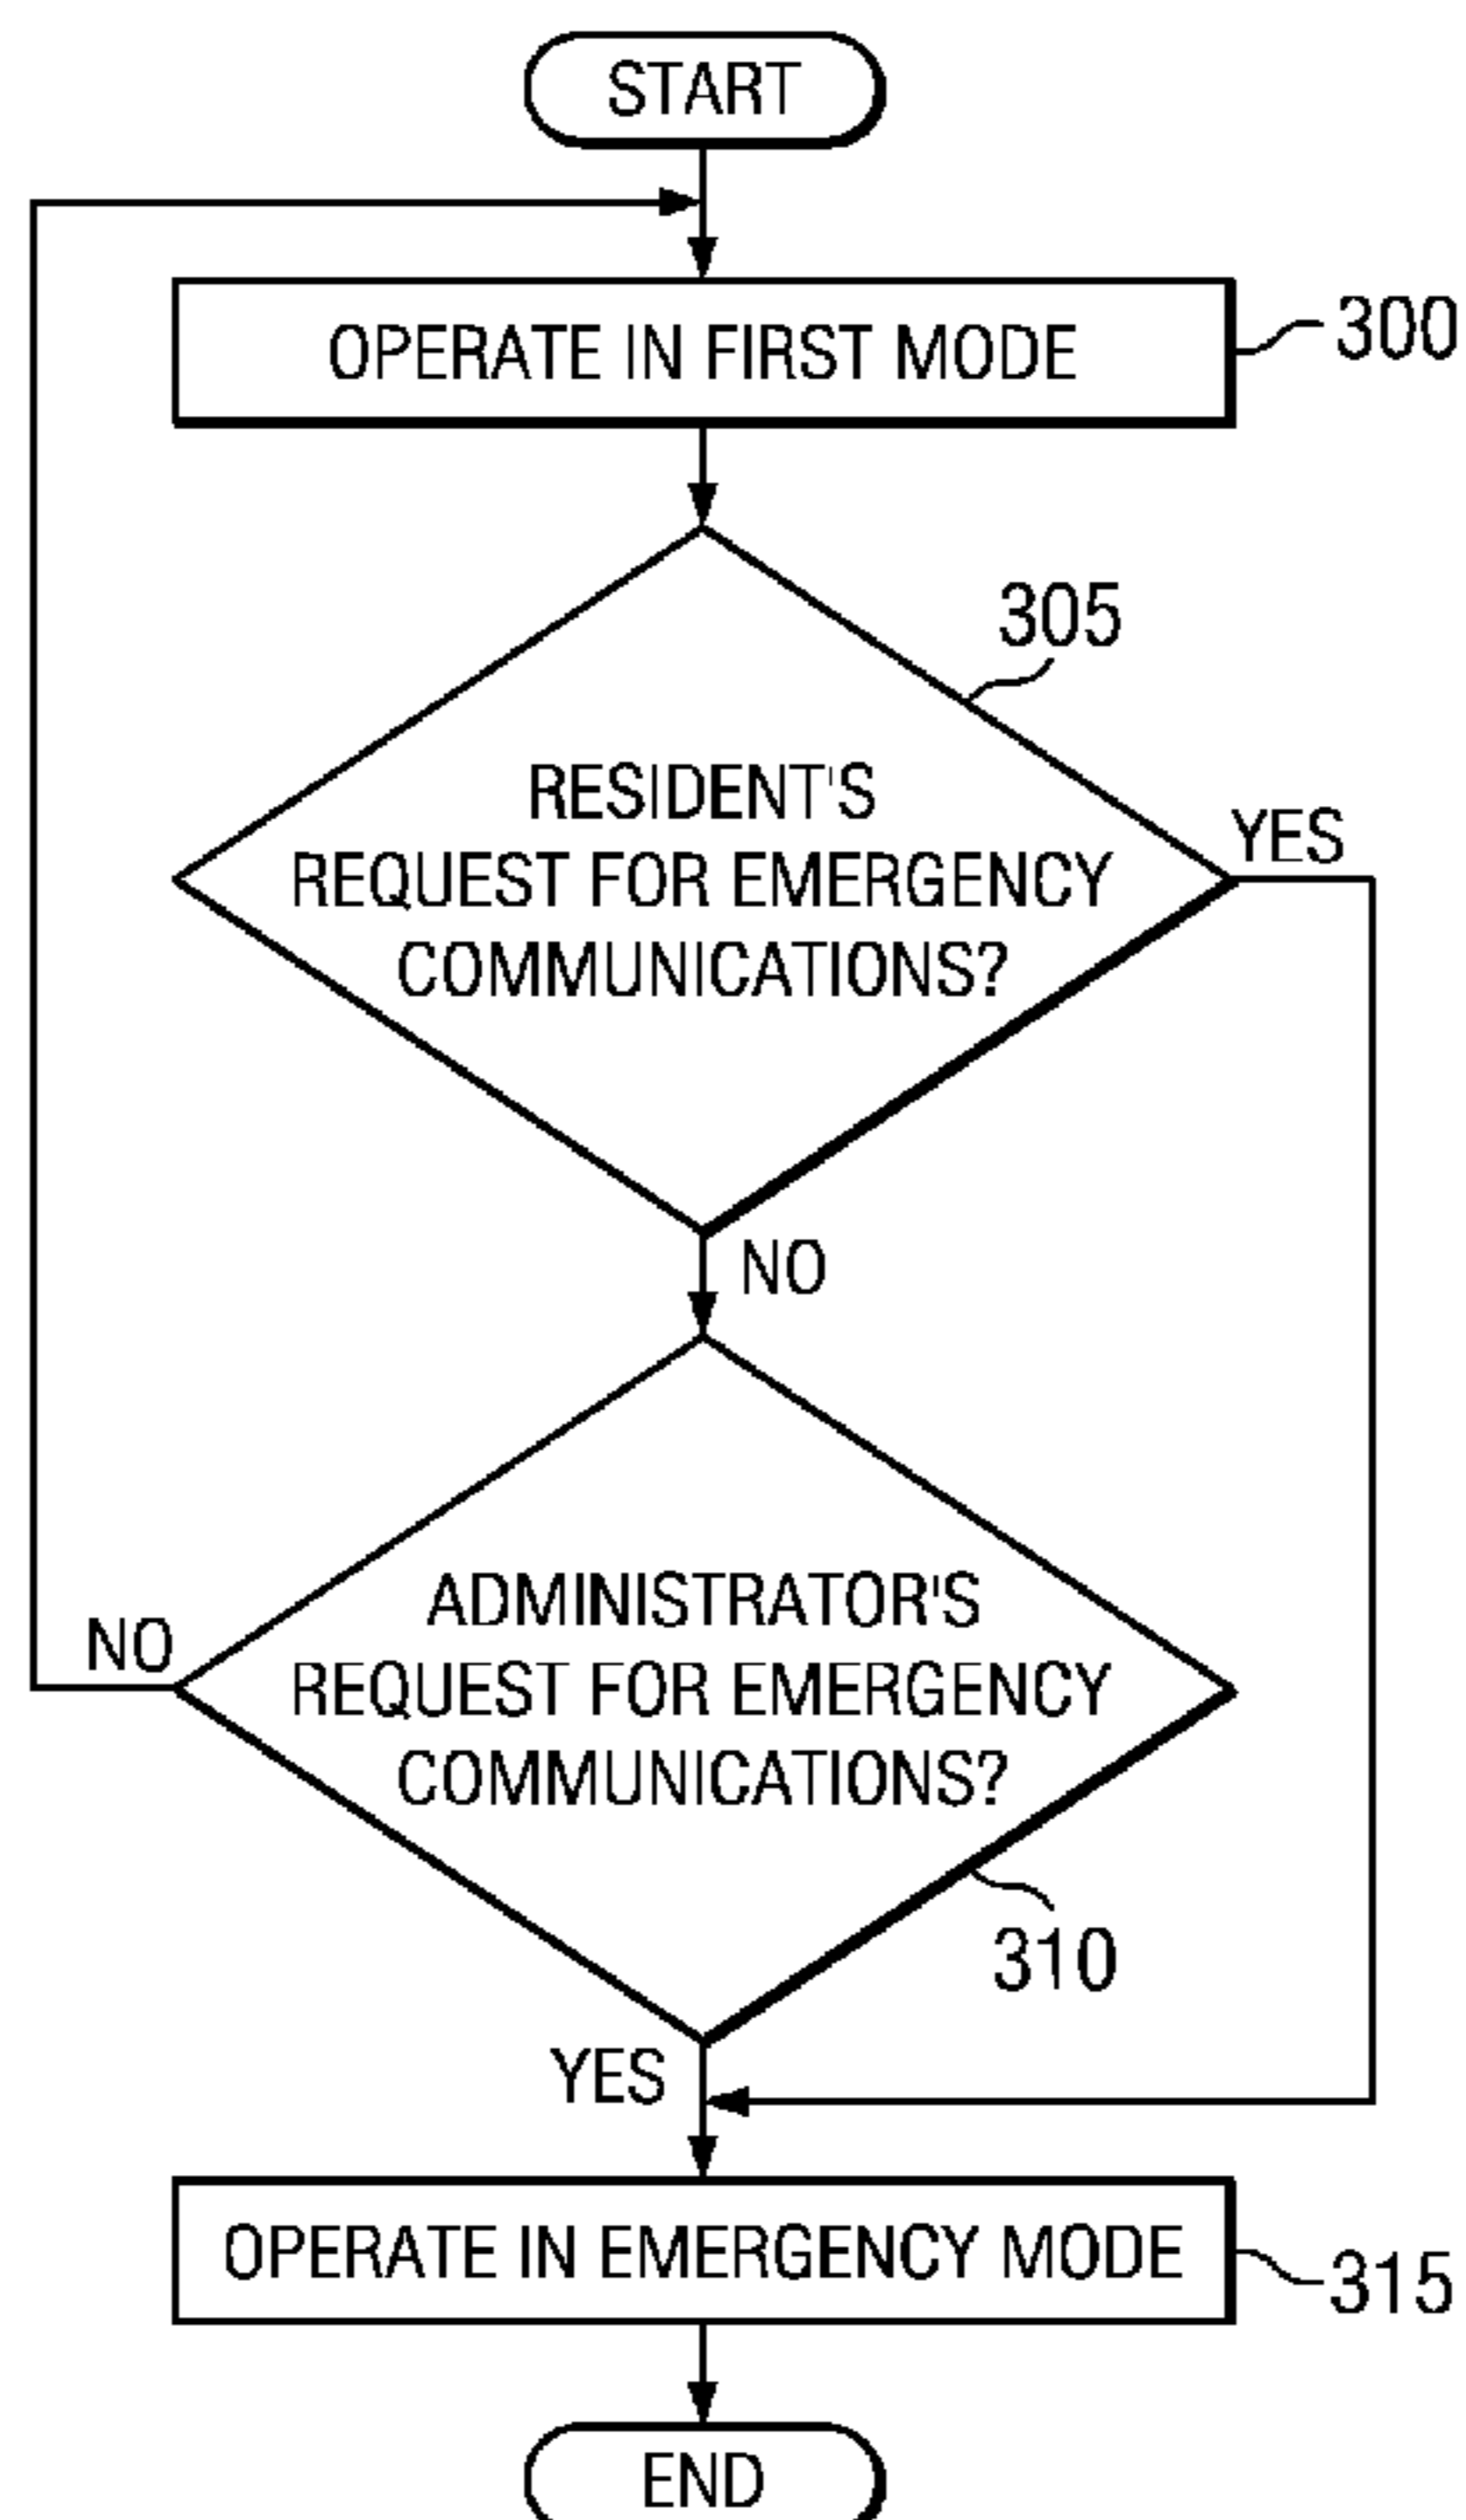 START
OPERATE IN FIRST MODE
300
305
RESIDENT'S
REQUEST FOR EMERGENCY
COMMUNICATIONS?
YES
NO
ADMINISTRATOR'S
REQUEST FOR EMERGENCY
COMMUNICATIONS?
NO
310
YES
OPERATE IN EMERGENCY MODE
315
END